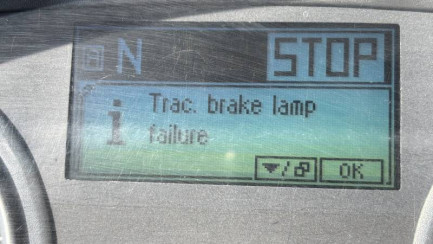 A N STOP
Trac. brake lamp
i failure
OK